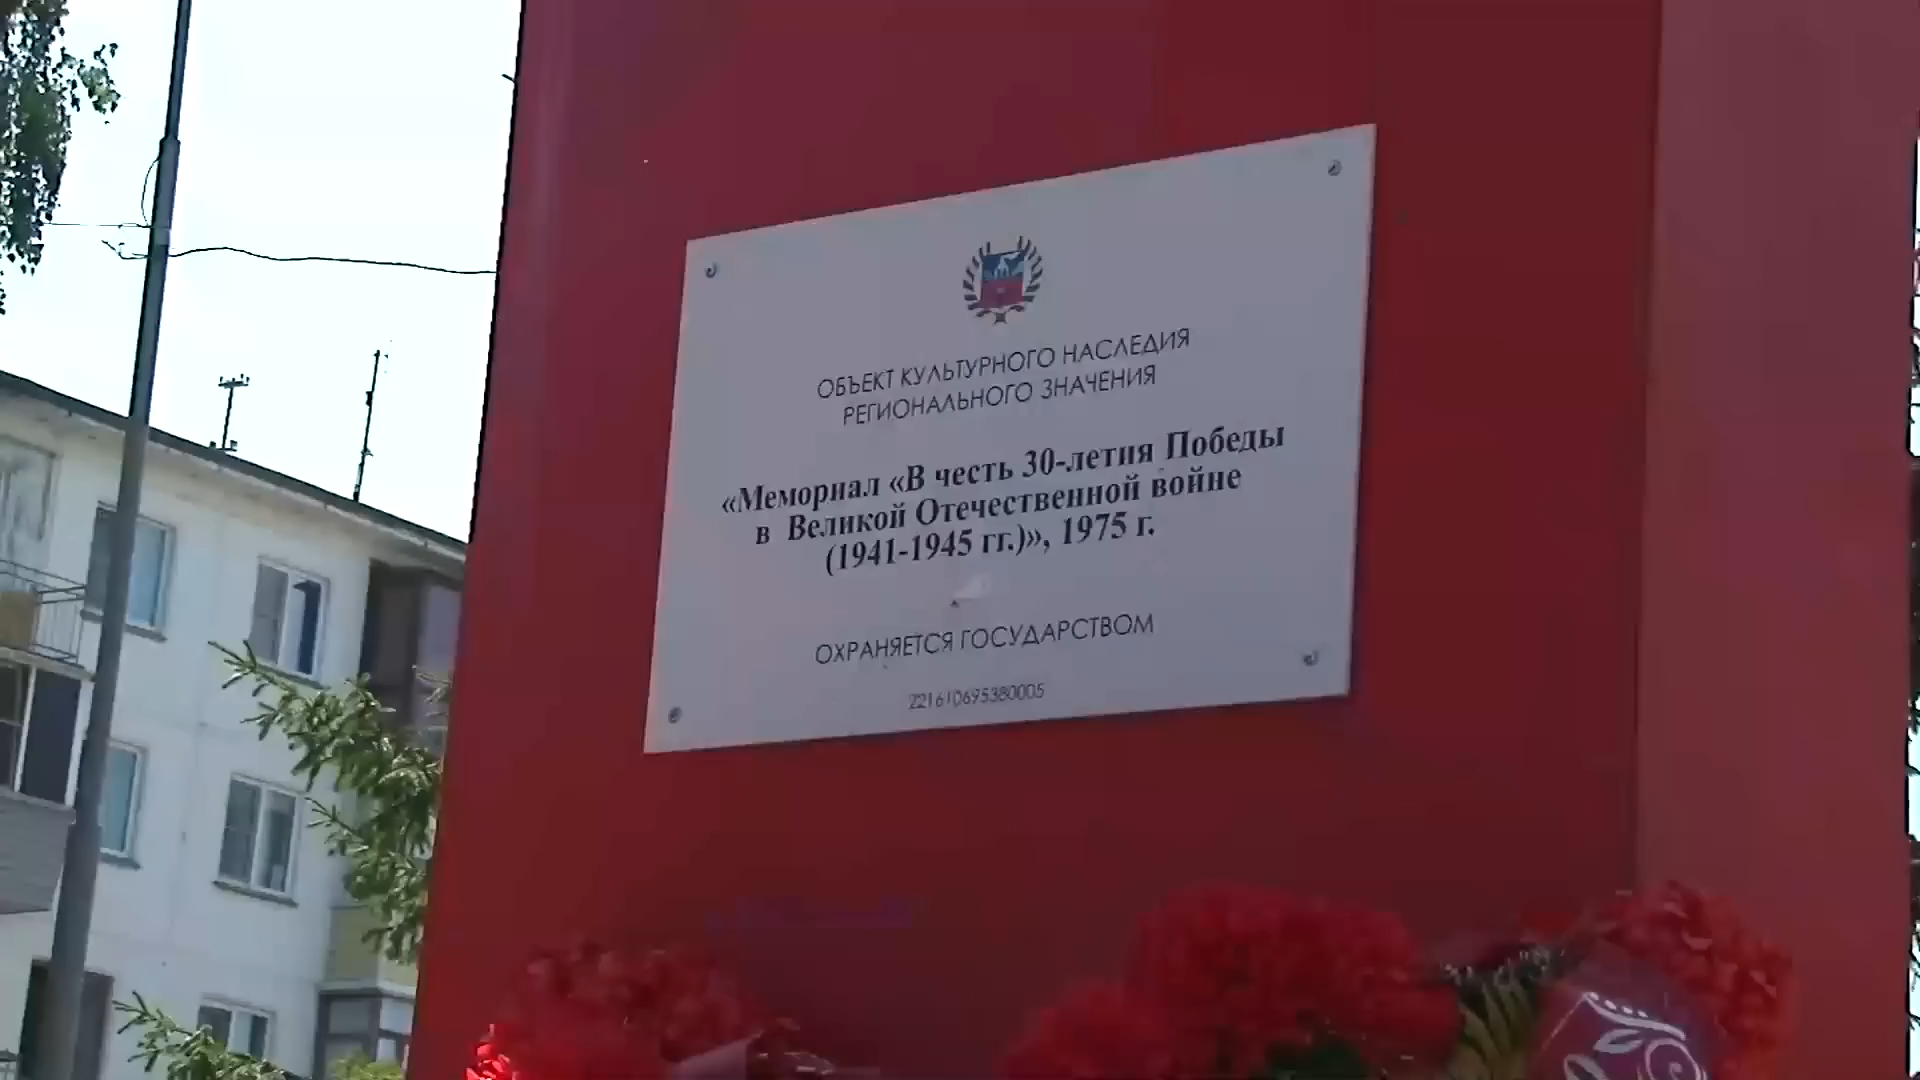 ОБЪЕКТ КУЛЬТУРНОГО НАСЛЕДИЯ
РЕГИОНАЛЬНОГО ЗНАЧЕНИЯ
«Мемориал «В честь 30-летия Победы
в Великой Отечественной войне
(1941-1945 гг.)», 1975 г.
ОХРАНЯЕТСЯ ГОСУДАРСТВОМ
221610695380005